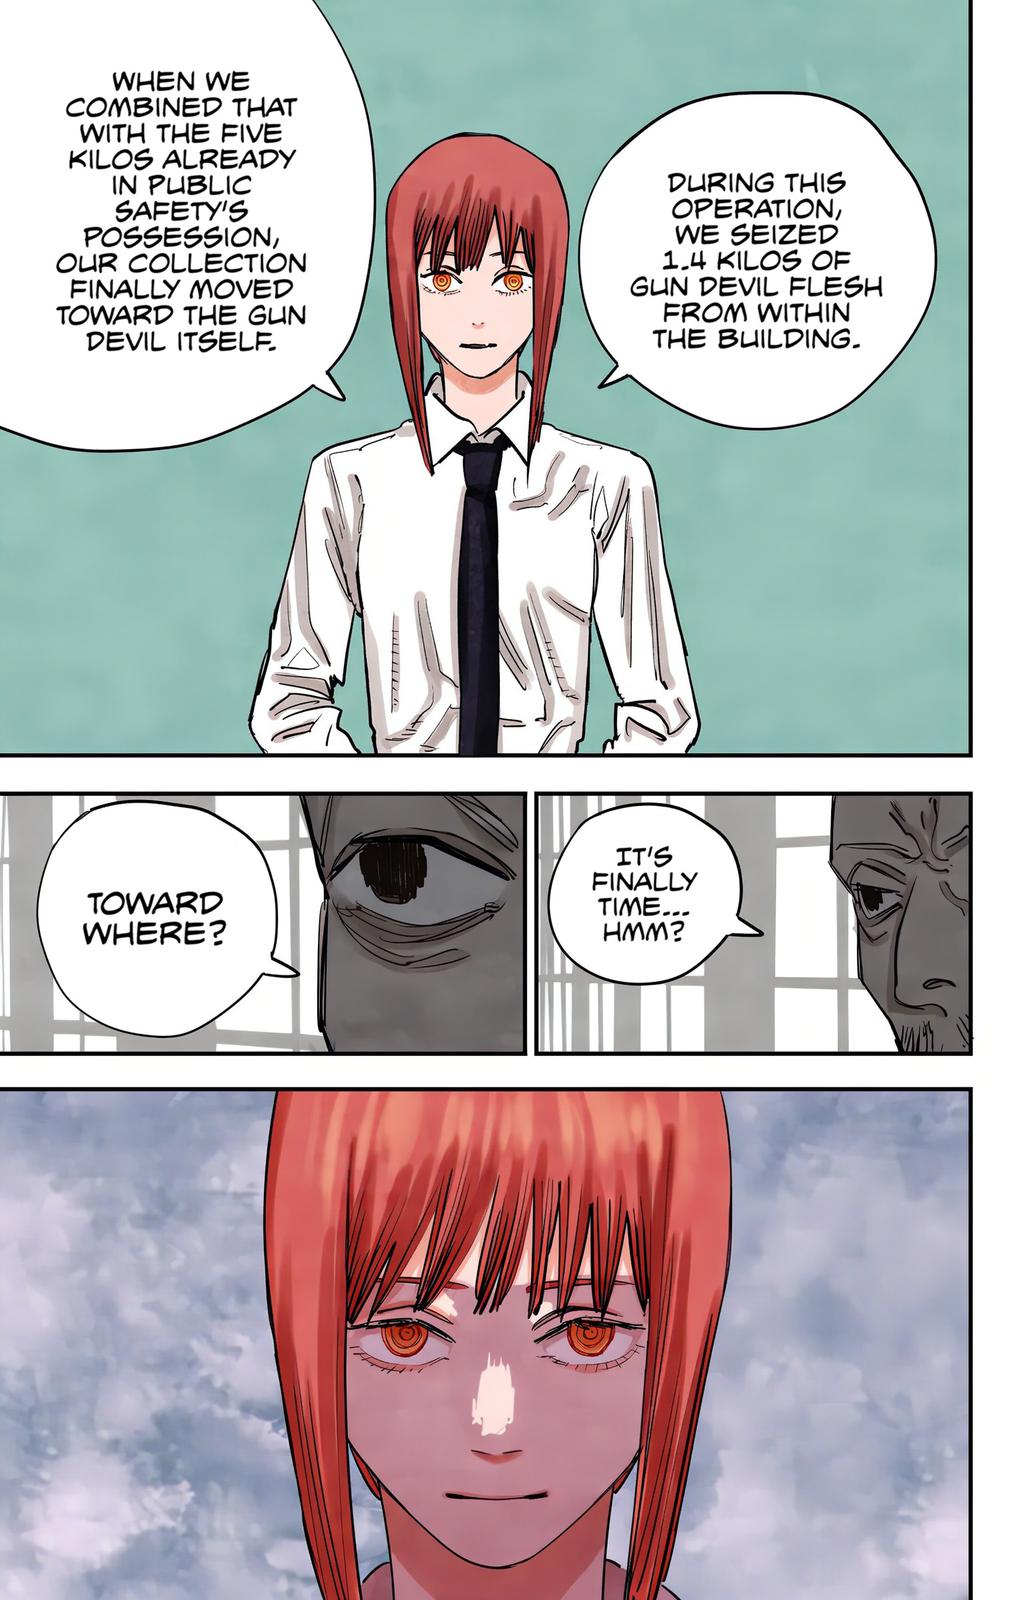 DURING THIS
OPERATION,
WE SEIZED
1.4 KILOS OF
GUN DEVIL FLESH
FROM WITHIN
THE BUILDING.
WHEN WE
COMBINED THAT
WITH THE FIVE
KILOS ALREADY
IN PUBLIC
SAFETY'S
POSSESSION,
OUR COLLECTION
FINALLY MOVED
TOWARD THE GUN
DEVIL ITSELF.
IT'S
FINALLY
TIME...
HMM?
TOWARD
WHERE?